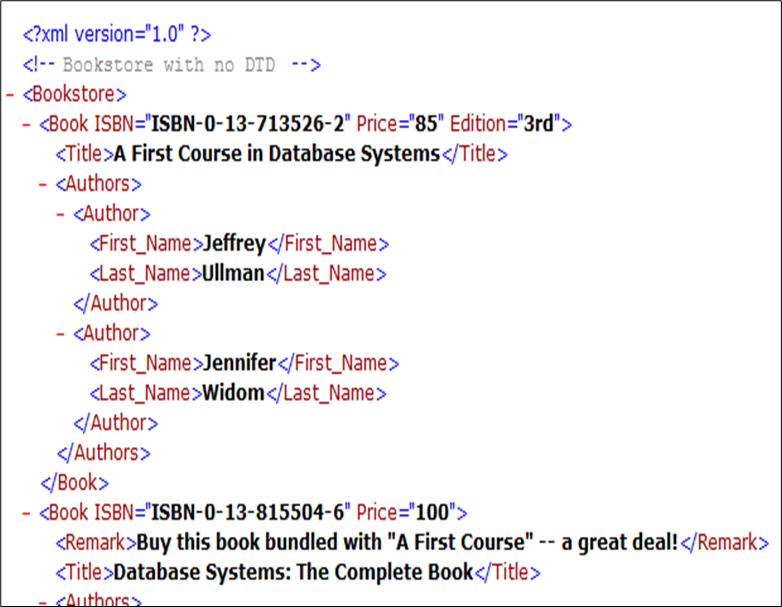 <?xml version="1.0" ?>
<!-- Bookstore with no DTD -->
- <Bookstore>
- <Book ISBN="ISBN-0-13-713526-2" Price="85" Edition="3rd">
<Title>A First Course in Database Systems</Title>
- <Authors>
- <Author>
<First_Name>Jeffrey</First_Name>
<Last_Name>Ullman</Last_Name>
</Author>
- <Author>
<First_Name>Jennifer</First_Name>
<Last_Name>Widom</Last_Name>
</Author>
</Authors>
</Book>
- <Book ISBN="ISBN-0-13-815504-6" Price="100">
<Remark>Buy this book bundled with "A First Course" -- a great deal!</Remark>
<Title>Database Systems: The Complete Book</Title>
- <Authors>